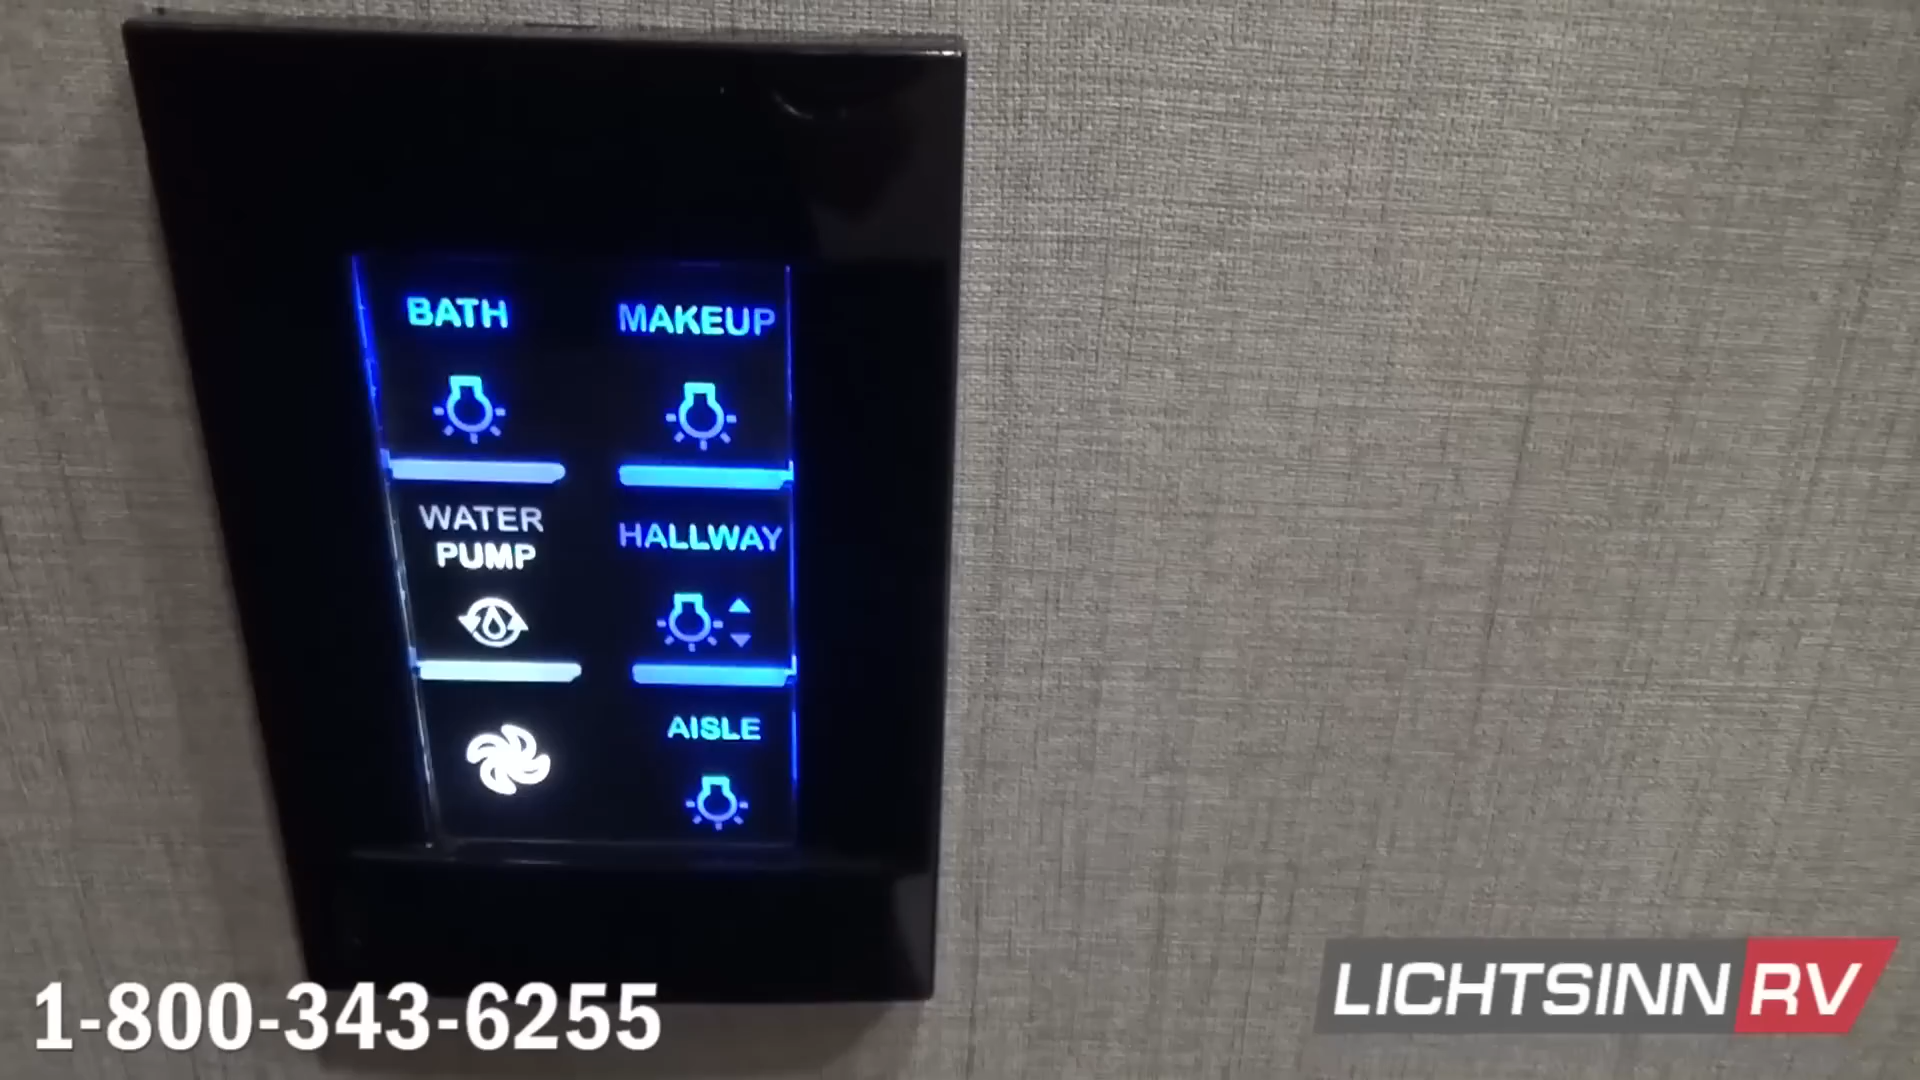 BATH
MAKEUP
WATER
PUMP
HALLWAY
AISLE
1-800-343-6255
LICHTSINN RV